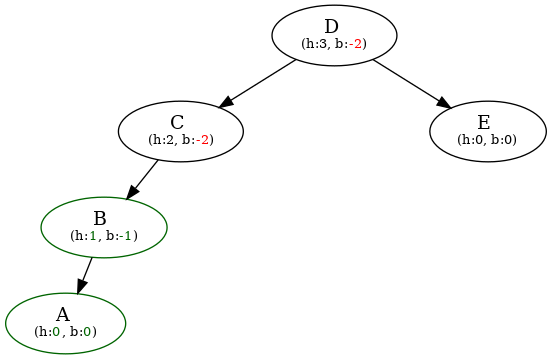 D
(h:3, b:-2)
C
(h:2, b:-2)
E
(h:0, b:0)
B
(h:1, b:-1)
A
(h:0, b:0)